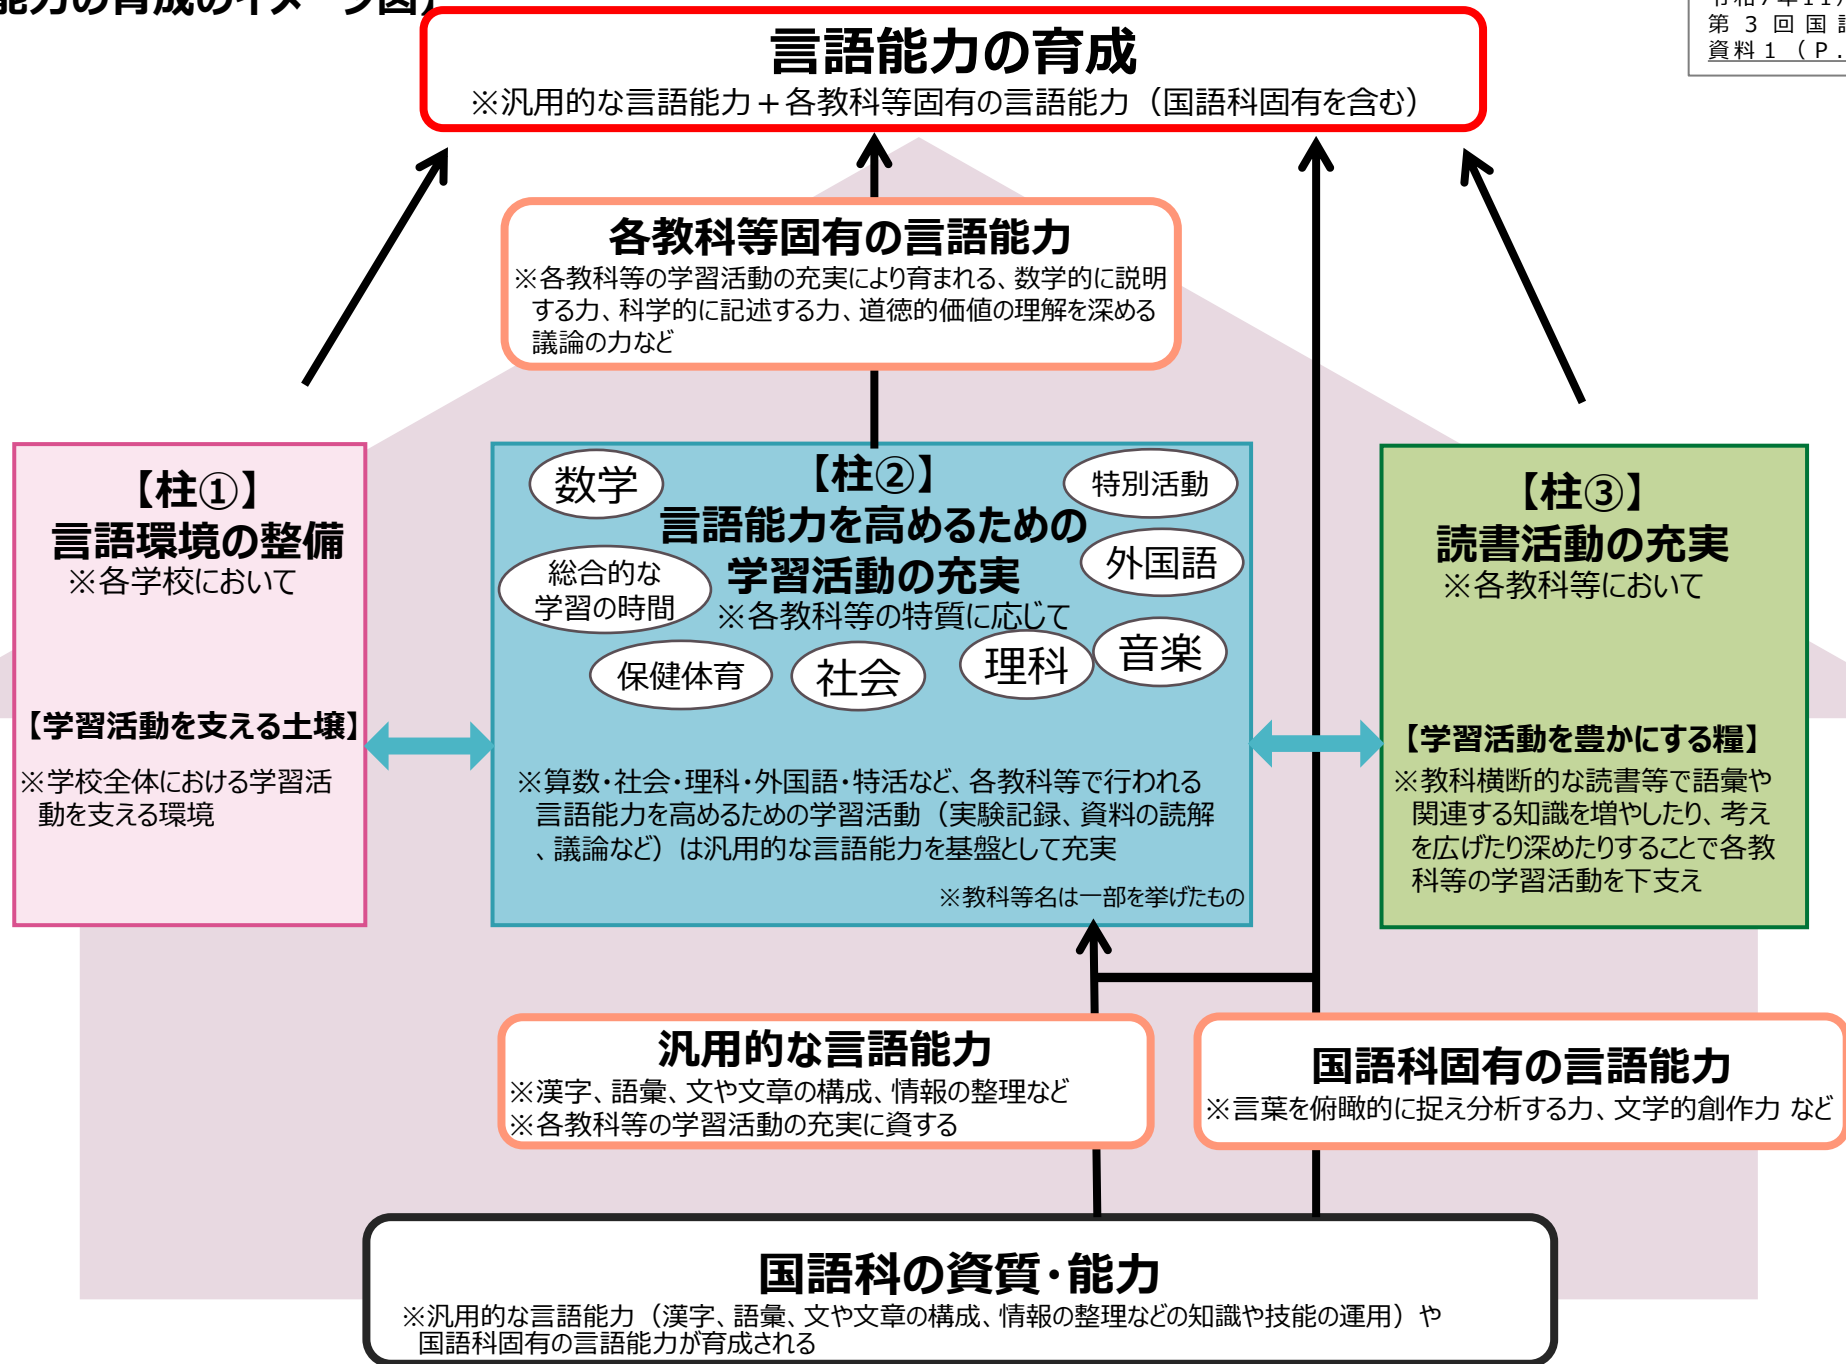 能力の育成のイメージ図】
令和7年11月
第3回国語
資料1（P.
言語能力の育成
※汎用的な言語能力＋各教科等固有の言語能力（国語科固有を含む）
各教科等固有の言語能力
※各教科等の学習活動の充実により育まれる、数学的に説明
する力、科学的に記述する力、道徳的価値の理解を深める
議論の力など
【柱①】
言語環境の整備
※各学校において
【学習活動を支える土壌】
※学校全体における学習活
動を支える環境
【柱②】
言語能力を高めるための
学習活動の充実
※各教科等の特質に応じて
数学
特別活動
総合的な
学習の時間
外国語
保健体育
社会
理科
音楽
※算数・社会・理科・外国語・特活など、各教科等で行われる
言語能力を高めるための学習活動（実験記録、資料の読解
、議論など）は汎用的な言語能力を基盤として充実
※教科等名は一部を挙げたもの
【柱③】
読書活動の充実
※各教科等において
【学習活動を豊かにする糧】
※教科横断的な読書等で語彙や
関連する知識を増やしたり、考え
を広げたり深めたりすることで各教
科等の学習活動を下支え
汎用的な言語能力
※漢字、語彙、文や文章の構成、情報の整理など
※各教科等の学習活動の充実に資する
国語科固有の言語能力
※言葉を俯瞰的に捉え分析する力、文学的創作力 など
国語科の資質・能力
※汎用的な言語能力（漢字、語彙、文や文章の構成、情報の整理などの知識や技能の運用）や
国語科固有の言語能力が育成される